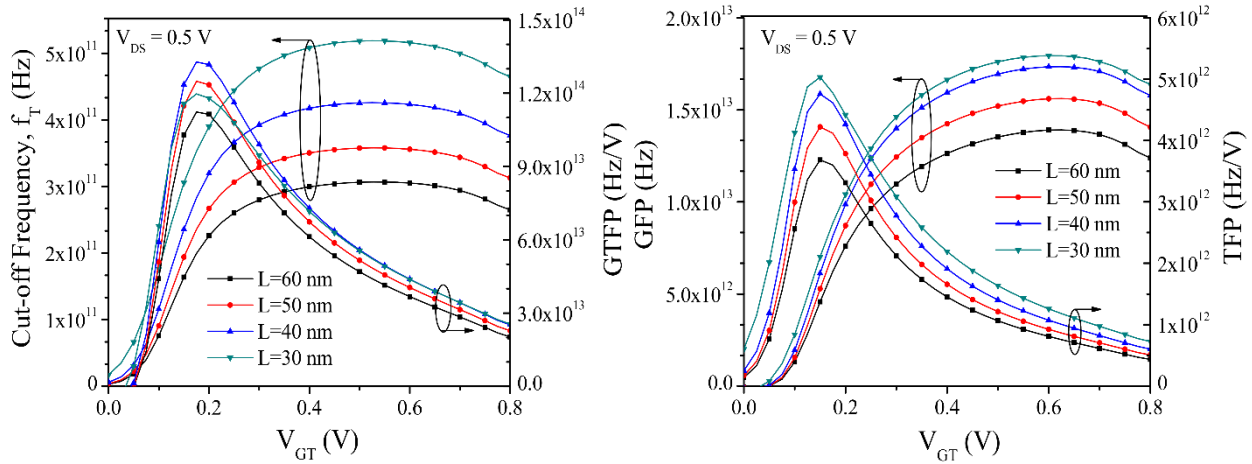 V_DS = 0.5 V
Cut-off Frequency, f_T (Hz)
5x10^11
4x10^11
3x10^11
2x10^11
1x10^11
0
L=60 nm
L=50 nm
L=40 nm
L=30 nm
0.0 0.2 0.4 0.6 0.8
V_GT (V)
1.5x10^14
1.2x10^14
9.0x10^13
6.0x10^13
3.0x10^13
0.0
GTFP (Hz/V)
GFP (Hz)
2.0x10^13
1.5x10^13
1.0x10^13
5.0x10^12
0.0
V_DS = 0.5 V
L=60 nm
L=50 nm
L=40 nm
L=30 nm
0.0 0.2 0.4 0.6 0.8
V_GT (V)
6x10^12
5x10^12
4x10^12
3x10^12
2x10^12
1x10^12
0
TFP (Hz/V)